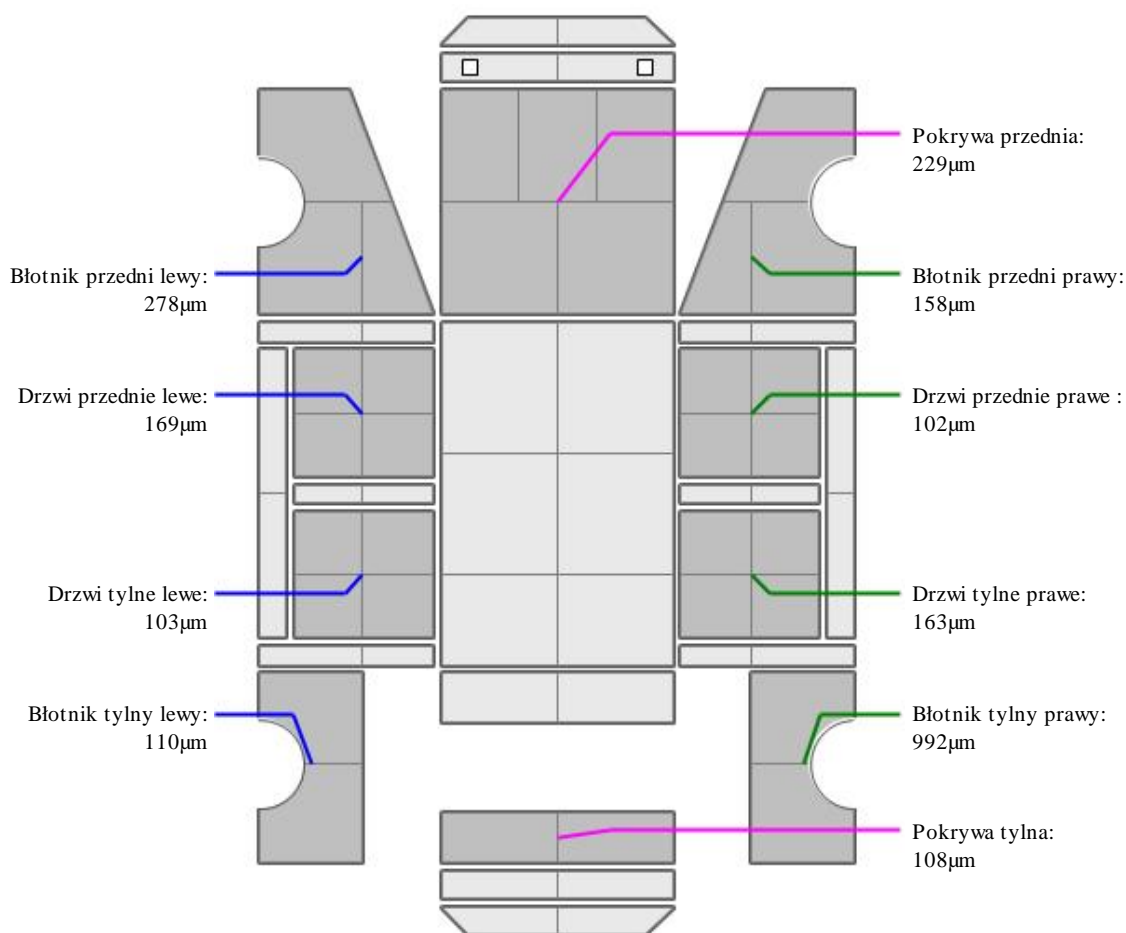 Pokrywa przednia:
229µm
Błotnik przedni lewy:
278µm
Błotnik przedni prawy:
158µm
Drzwi przednie lewe:
169µm
Drzwi przednie prawe :
102µm
Drzwi tylne lewe:
103µm
Drzwi tylne prawe:
163µm
Błotnik tylny lewy:
110µm
Błotnik tylny prawy:
992µm
Pokrywa tylna:
108µm